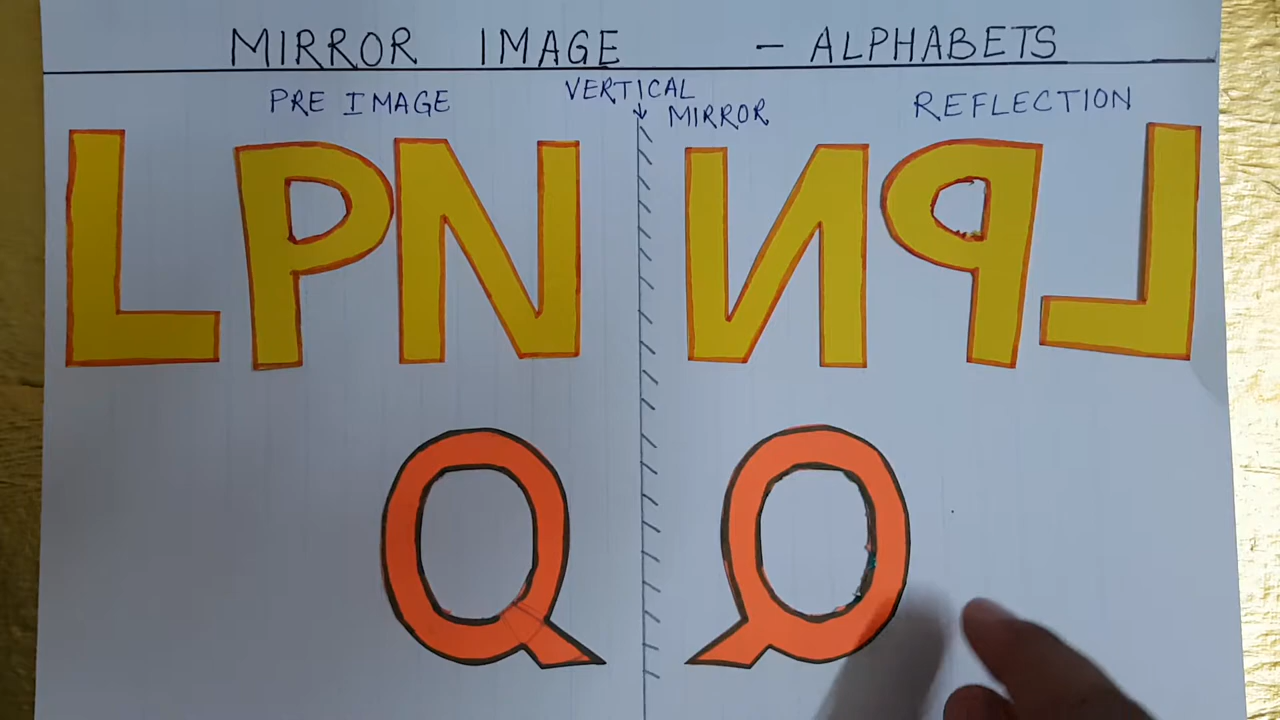 MIRROR IMAGE - ALPHABETS
PRE IMAGE
VERTICAL
MIRROR
REFLECTION
LPN
NPL
Q
Q